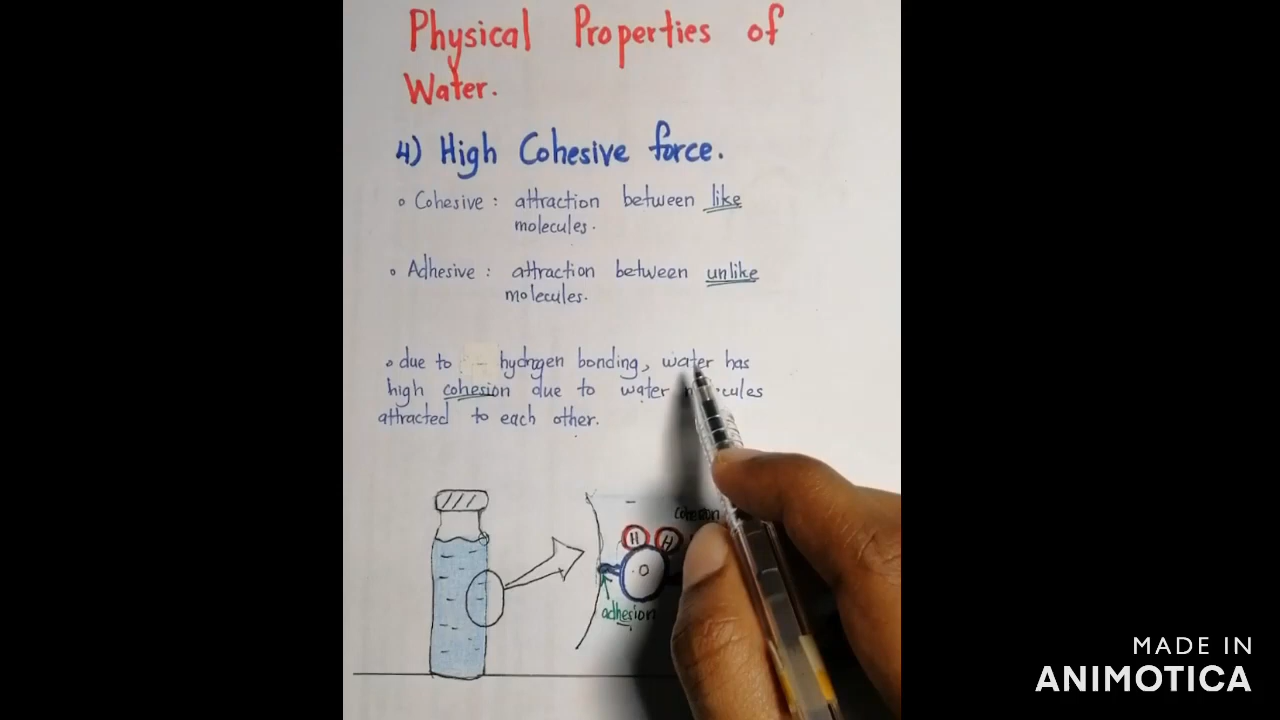 Physical Properties of
Water.
4) High Cohesive force.
Cohesive : attraction between like
molecules.
Adhesive : attraction between unlike
molecules.
due to hydrogen bonding, water has
high cohesion due to water
attracted to each other.
Cohesion
H H
O
adhesion
MADE IN
ANIMOTICA